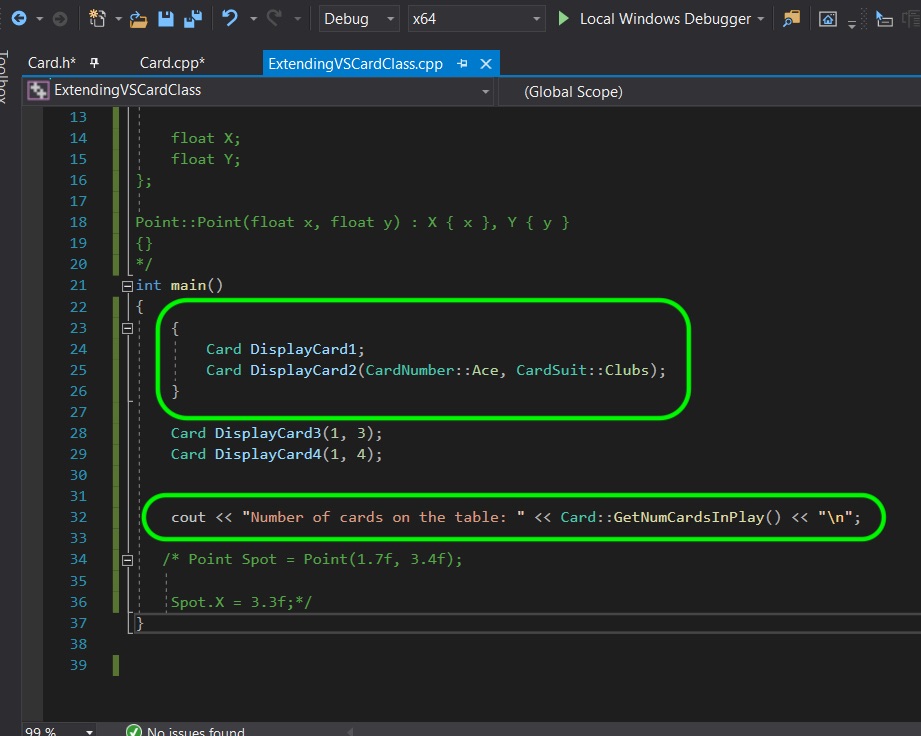 Debug x64 Local Windows Debugger
Toolbox
Card.h* Card.cpp* ExtendingVSCardClass.cpp
ExtendingVSCardClass (Global Scope)
13
14 float X;
15 float Y;
16 };
17
18 Point::Point(float x, float y) : X { x }, Y { y }
19 {}
20 */
21 int main()
22 {
23 {
24 Card DisplayCard1;
25 Card DisplayCard2(CardNumber::Ace, CardSuit::Clubs);
26 }
27
28 Card DisplayCard3(1, 3);
29 Card DisplayCard4(1, 4);
30
31
32 cout << "Number of cards on the table: " << Card::GetNumCardsInPlay() << "\n";
33
34 /* Point Spot = Point(1.7f, 3.4f);
35
36 Spot.X = 3.3f;*/
37 }
38
39
99 % No issues found